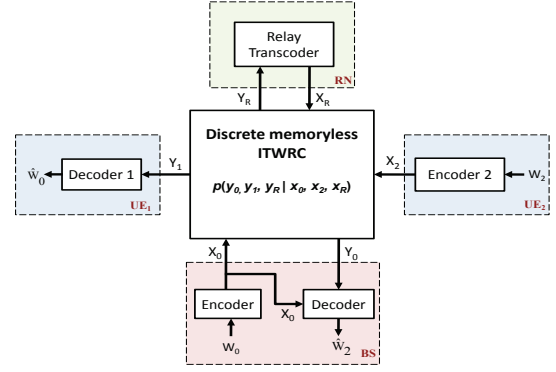 Relay
Transcoder
RN
Y_R
X_R
Discrete memoryless
ITWRC
p(y_0, y_1, y_R | x_0, x_2, x_R)
Ŵ_0
Decoder 1
UE_1
Y_1
X_2
Encoder 2
W_2
UE_2
X_0
Y_0
Encoder
X_0
Decoder
W_0
Ŵ_2
BS